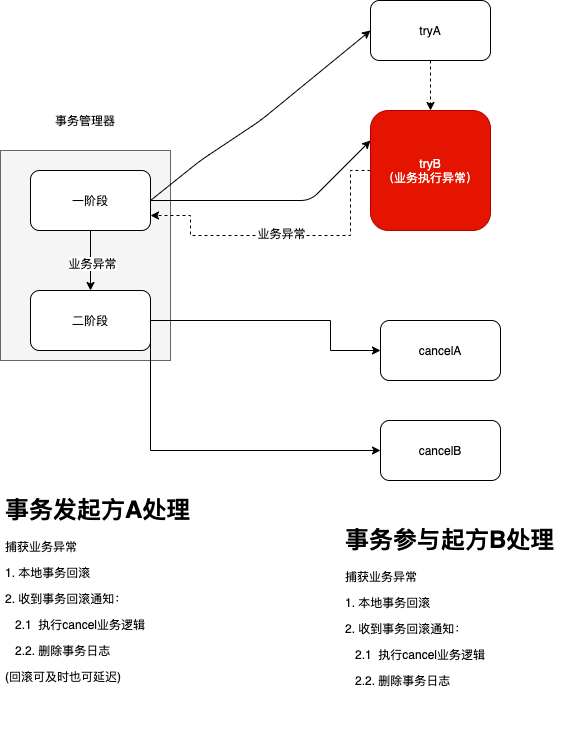 tryA
事务管理器
tryB
（业务执行异常）
一阶段
业务异常
业务异常
二阶段
cancelA
cancelB
事务发起方A处理
捕获业务异常
1. 本地事务回滚
2. 收到事务回滚通知：
2.1 执行cancel业务逻辑
2.2. 删除事务日志
(回滚可及时也可延迟)
事务参与起方B处理
捕获业务异常
1. 本地事务回滚
2. 收到事务回滚通知：
2.1 执行cancel业务逻辑
2.2. 删除事务日志